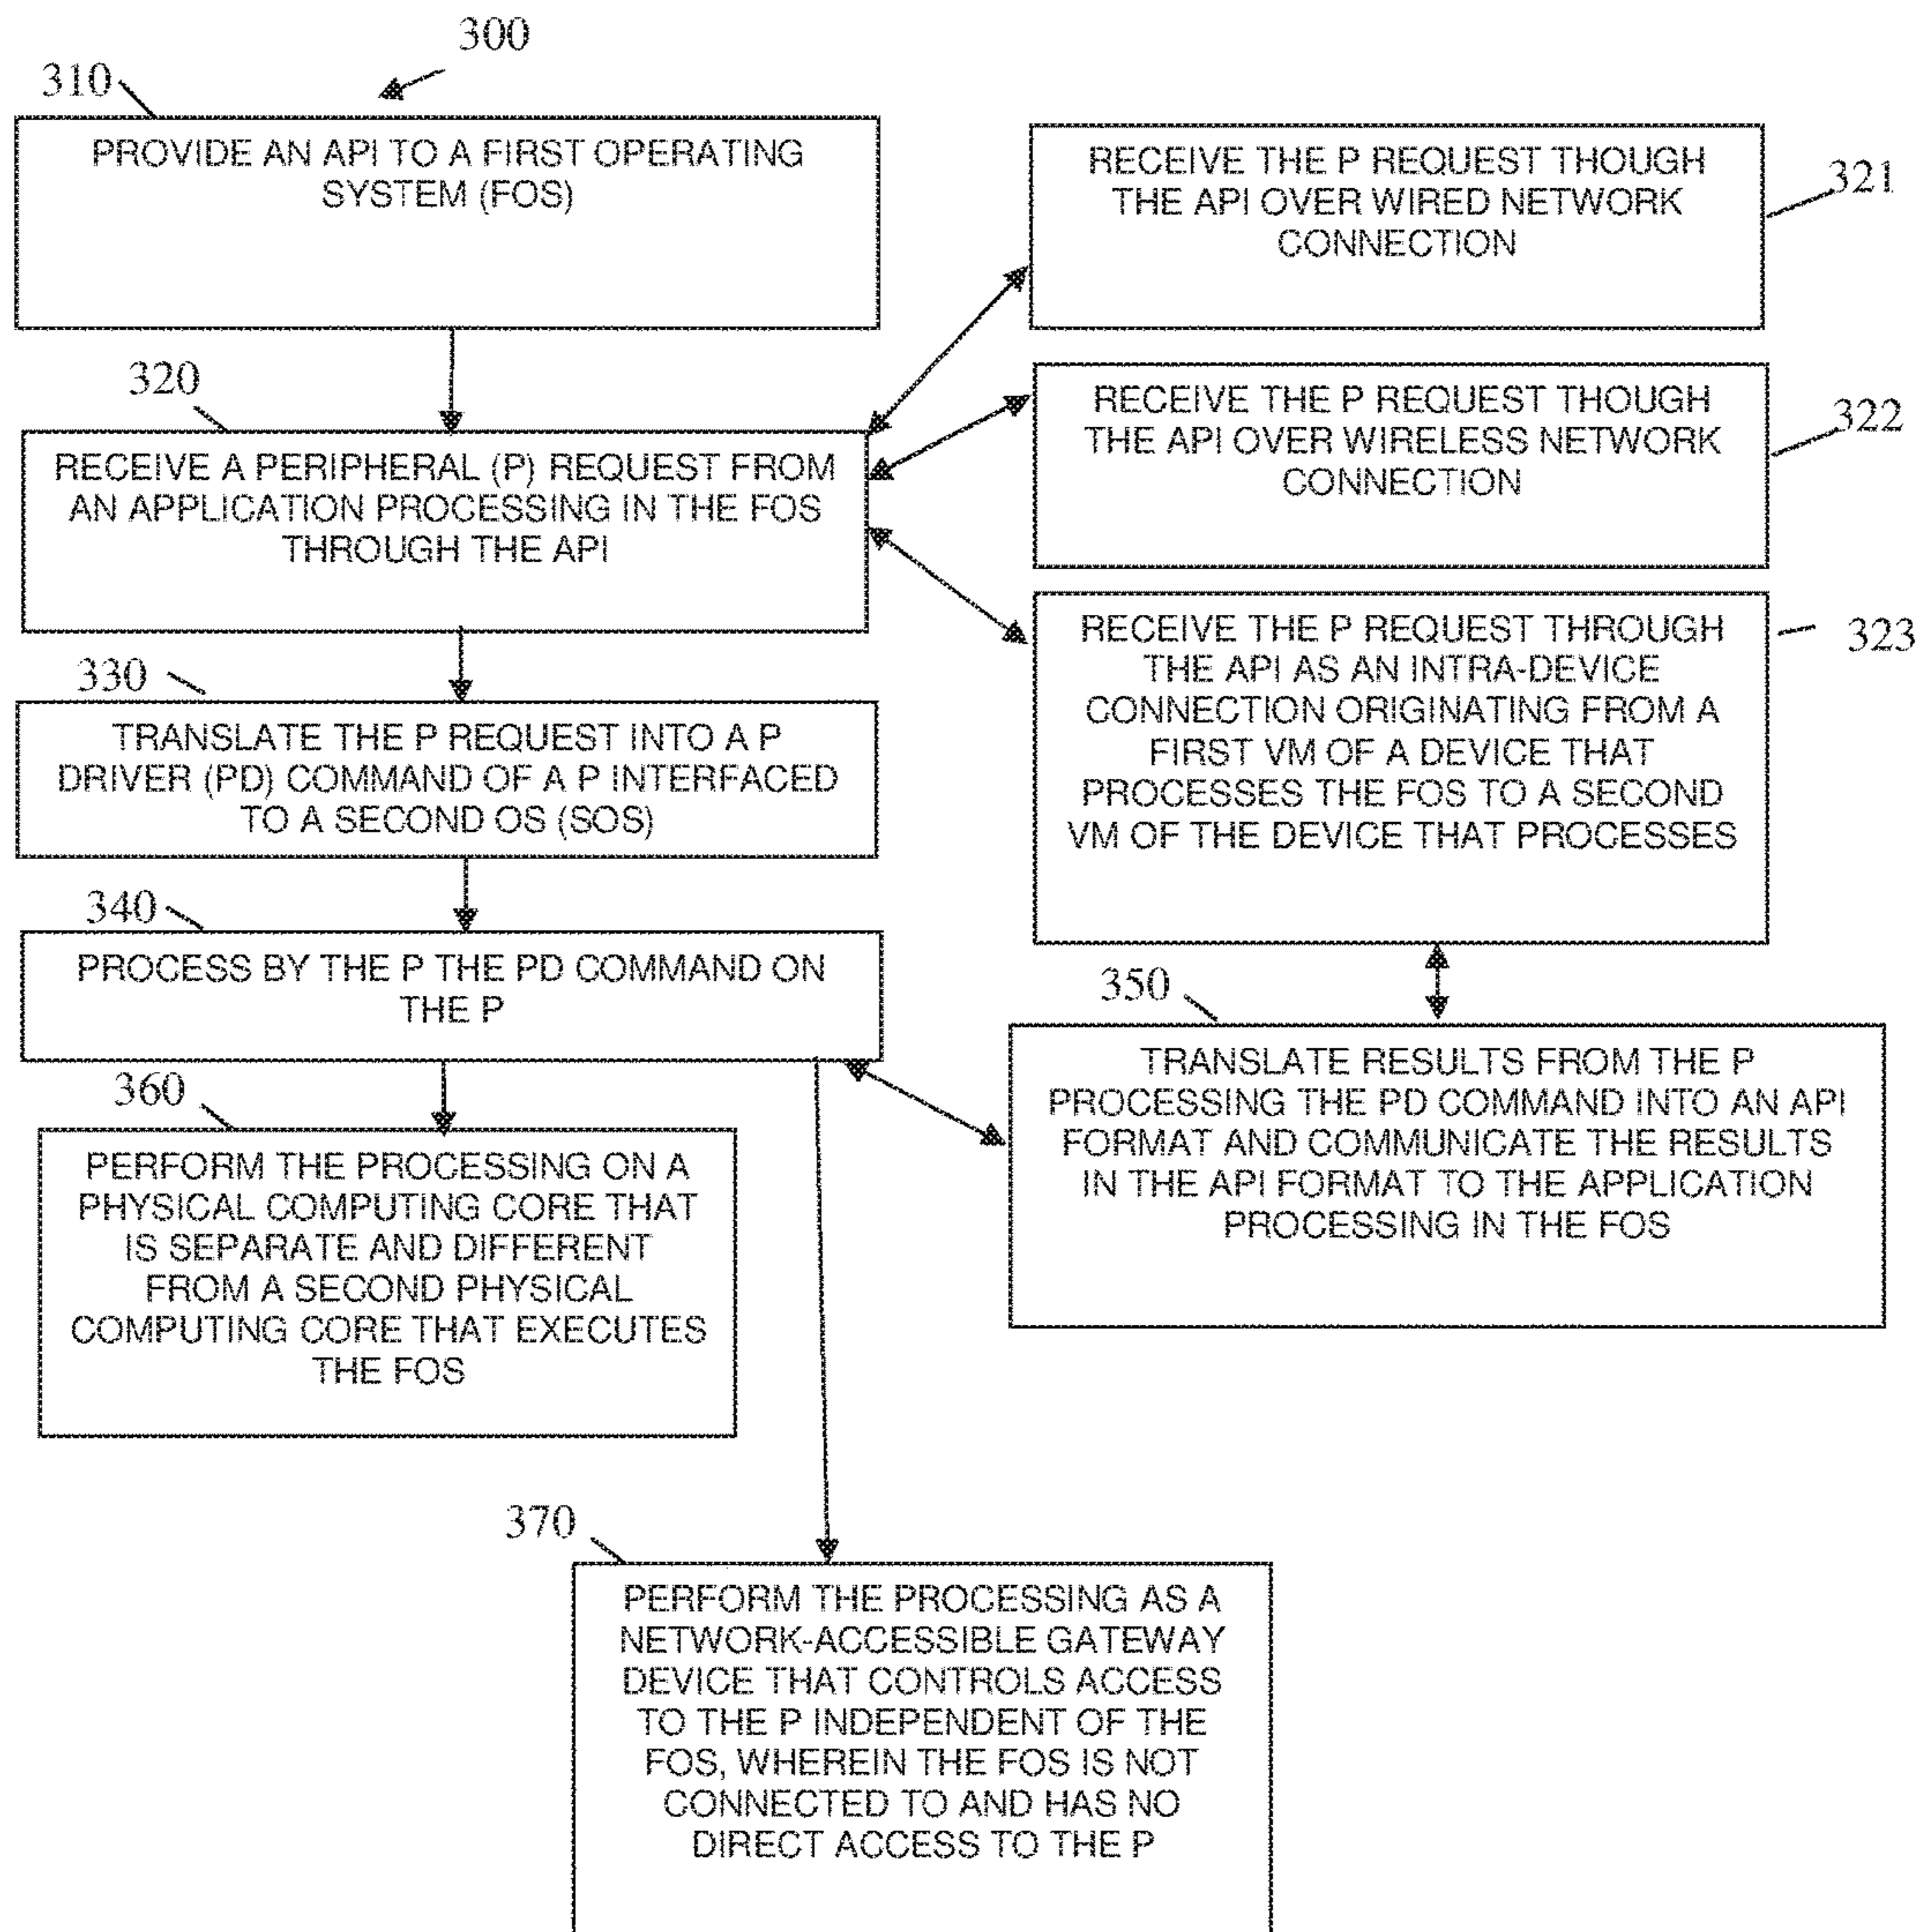 300
310
PROVIDE AN API TO A FIRST OPERATING
SYSTEM (FOS)
320
RECEIVE A PERIPHERAL (P) REQUEST FROM
AN APPLICATION PROCESSING IN THE FOS
THROUGH THE API
RECEIVE THE P REQUEST THOUGH
THE API OVER WIRED NETWORK
CONNECTION
321
RECEIVE THE P REQUEST THOUGH
THE API OVER WIRELESS NETWORK
CONNECTION
322
RECEIVE THE P REQUEST THROUGH
THE API AS AN INTRA-DEVICE
CONNECTION ORIGINATING FROM A
FIRST VM OF A DEVICE THAT
PROCESSES THE FOS TO A SECOND
VM OF THE DEVICE THAT PROCESSES
323
330
TRANSLATE THE P REQUEST INTO A P
DRIVER (PD) COMMAND OF A P INTERFACED
TO A SECOND OS (SOS)
340
PROCESS BY THE P THE PD COMMAND ON
THE P
350
TRANSLATE RESULTS FROM THE P
PROCESSING THE PD COMMAND INTO AN API
FORMAT AND COMMUNICATE THE RESULTS
IN THE API FORMAT TO THE APPLICATION
PROCESSING IN THE FOS
360
PERFORM THE PROCESSING ON A
PHYSICAL COMPUTING CORE THAT
IS SEPARATE AND DIFFERENT
FROM A SECOND PHYSICAL
COMPUTING CORE THAT EXECUTES
THE FOS
370
PERFORM THE PROCESSING AS A
NETWORK-ACCESSIBLE GATEWAY
DEVICE THAT CONTROLS ACCESS
TO THE P INDEPENDENT OF THE
FOS, WHEREIN THE FOS IS NOT
CONNECTED TO AND HAS NO
DIRECT ACCESS TO THE P